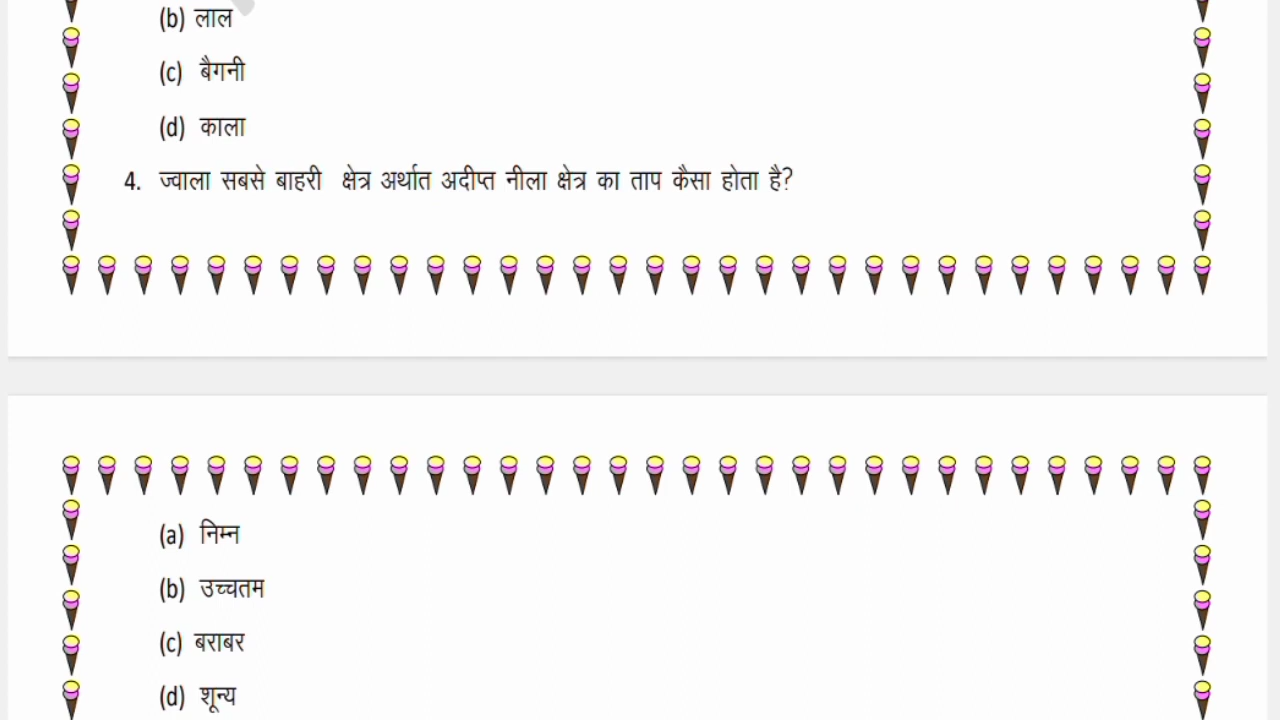 (b) लाल
(c) बैगनी
(d) काला
4. ज्वाला सबसे बाहरी क्षेत्र अर्थात अदीप्त नीला क्षेत्र का ताप कैसा होता है?
(a) निम्न
(b) उच्चतम
(c) बराबर
(d) शून्य